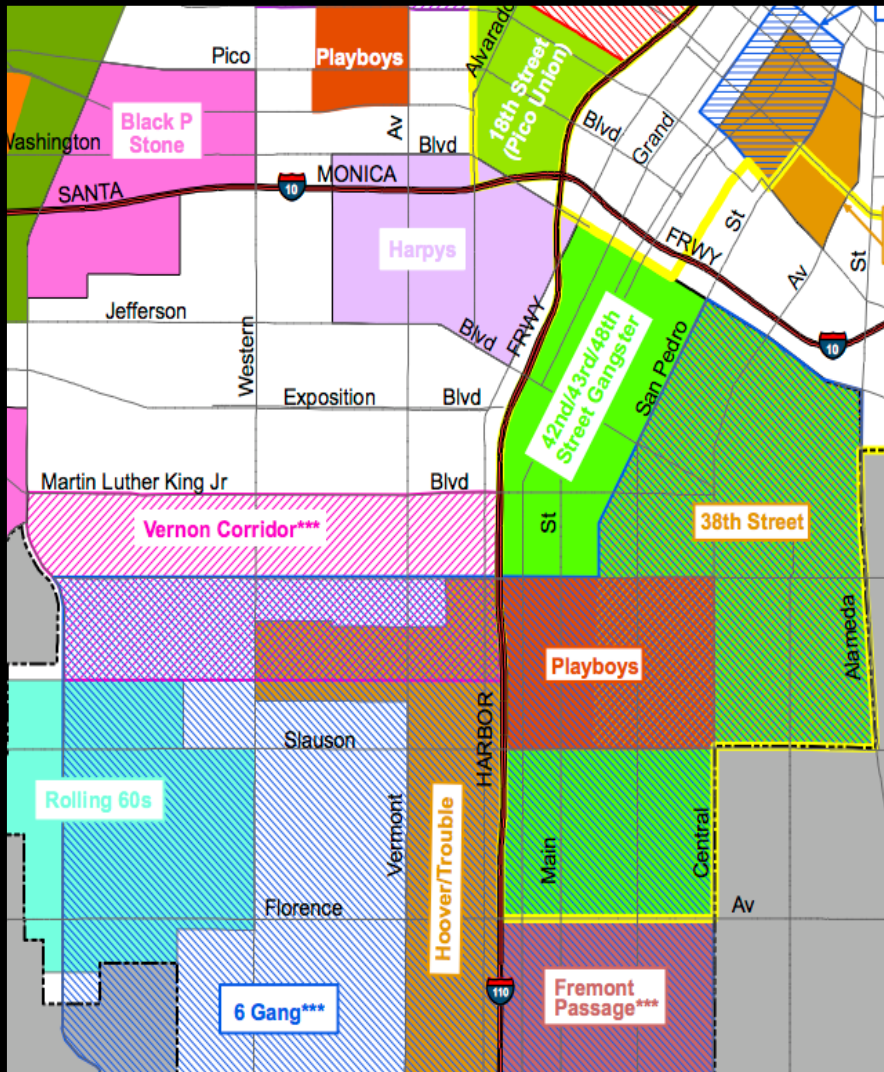 Pico
Playboys
Alvarado
18th Street
(Pico Union)
Black P
Stone
Washington
Av
Blvd
Blvd
Grand
SANTA
10
MONICA
Harpys
FRWY
St
Av
St
10
Jefferson
Blvd
FRWY
Western
42nd/43rd/48th
Street Gangster
San Pedro
Exposition
Blvd
Martin Luther King Jr
Blvd
Vernon Corridor***
St
38th Street
Alameda
Playboys
Slauson
HARBOR
Rolling 60s
Vermont
Hoover/Trouble
Main
Central
Florence
Av
6 Gang***
110
Fremont
Passage***